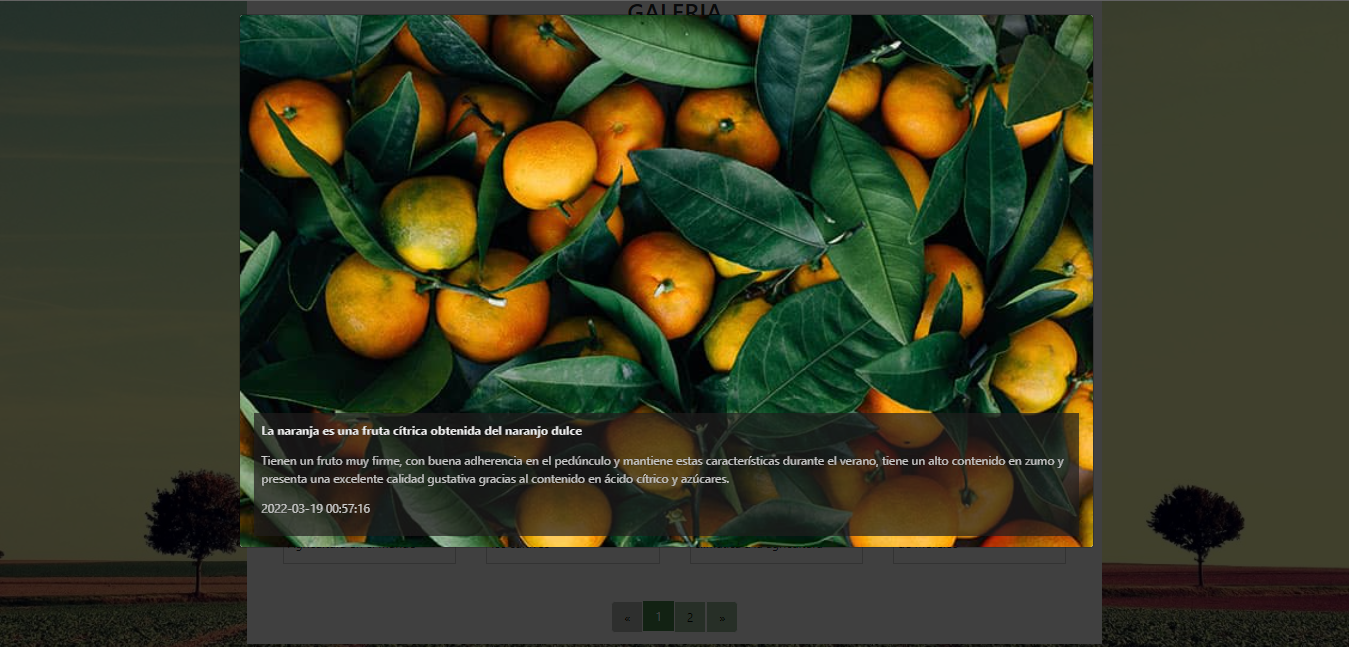 GALERIA
La naranja es una fruta cítrica obtenida del naranjo dulce
Tienen un fruto muy firme, con buena adherencia en el pedúnculo y mantiene estas características durante el verano, tiene un alto contenido en zumo y
presenta una excelente calidad gustativa gracias al contenido en ácido cítrico y azúcares.
2022-03-19 00:57:16
« 1 2 »